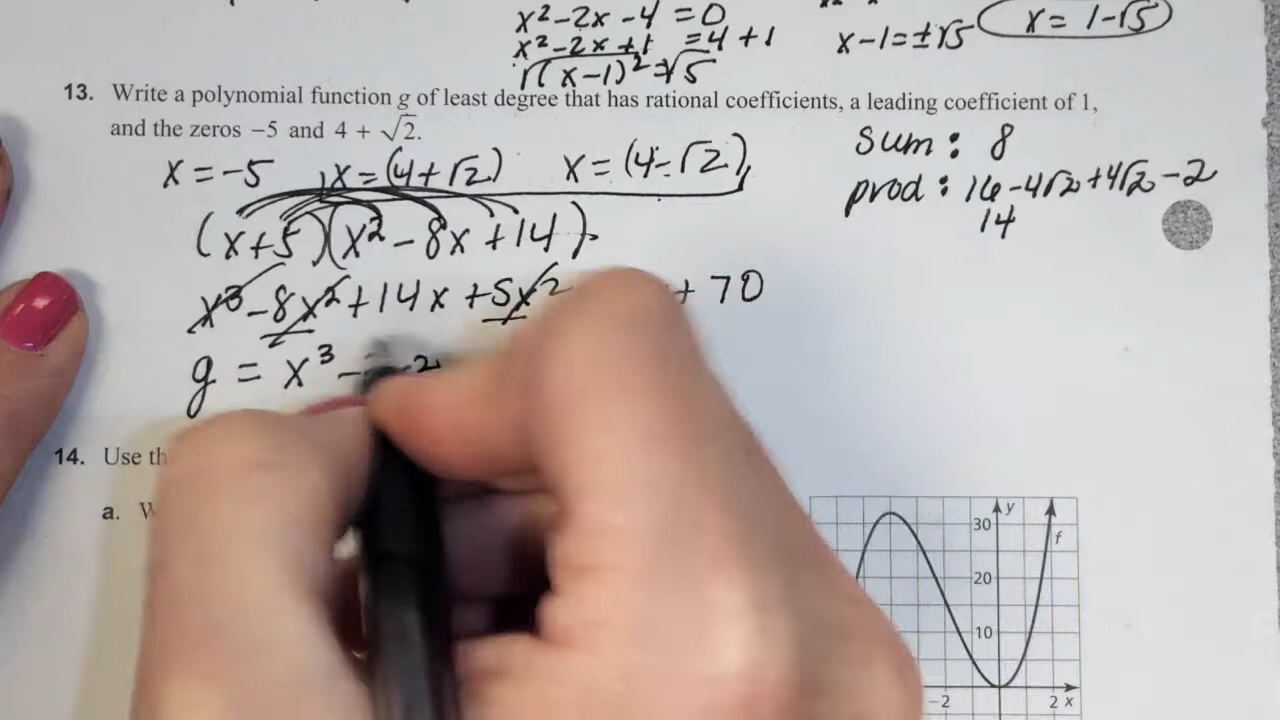 x²-2x-4=0
x²-2x+1=4+1
√(x-1)²=√5
x-1=±√5
x=1-√5
13. Write a polynomial function g of least degree that has rational coefficients, a leading coefficient of 1,
and the zeros −5 and 4 + √2.
x=-5 x=(4+√2) x=(4-√2)
(x+5)(x²-8x+14)
x³-8x²+14x+5x² +70
g=x³- ²
sum: 8
prod: 16-4√2+4√2-2
14
14. Use th
a. W
30
20
10
-2
2
x
y
f